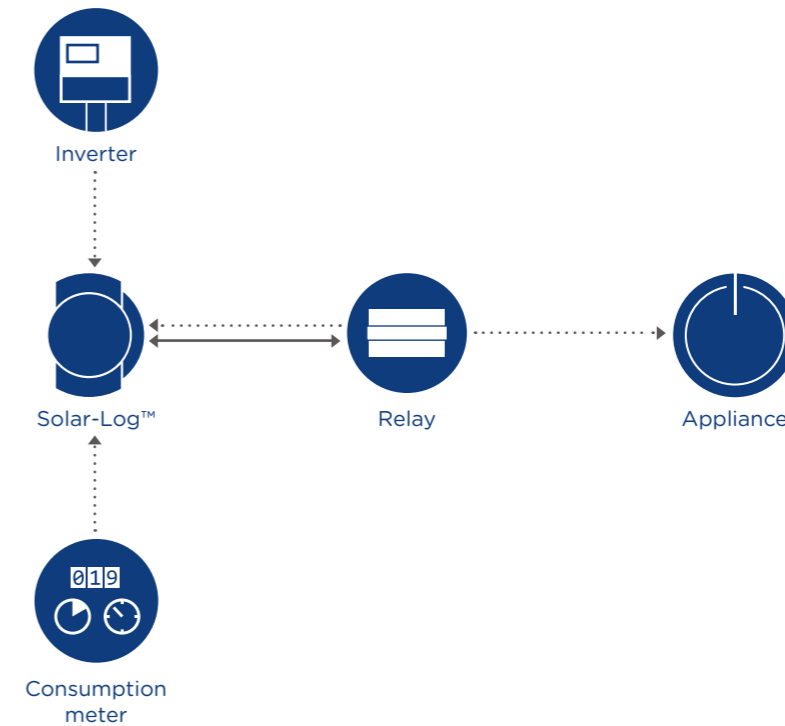 Inverter
Solar-Log™
Relay
Appliance
019
Consumption
meter